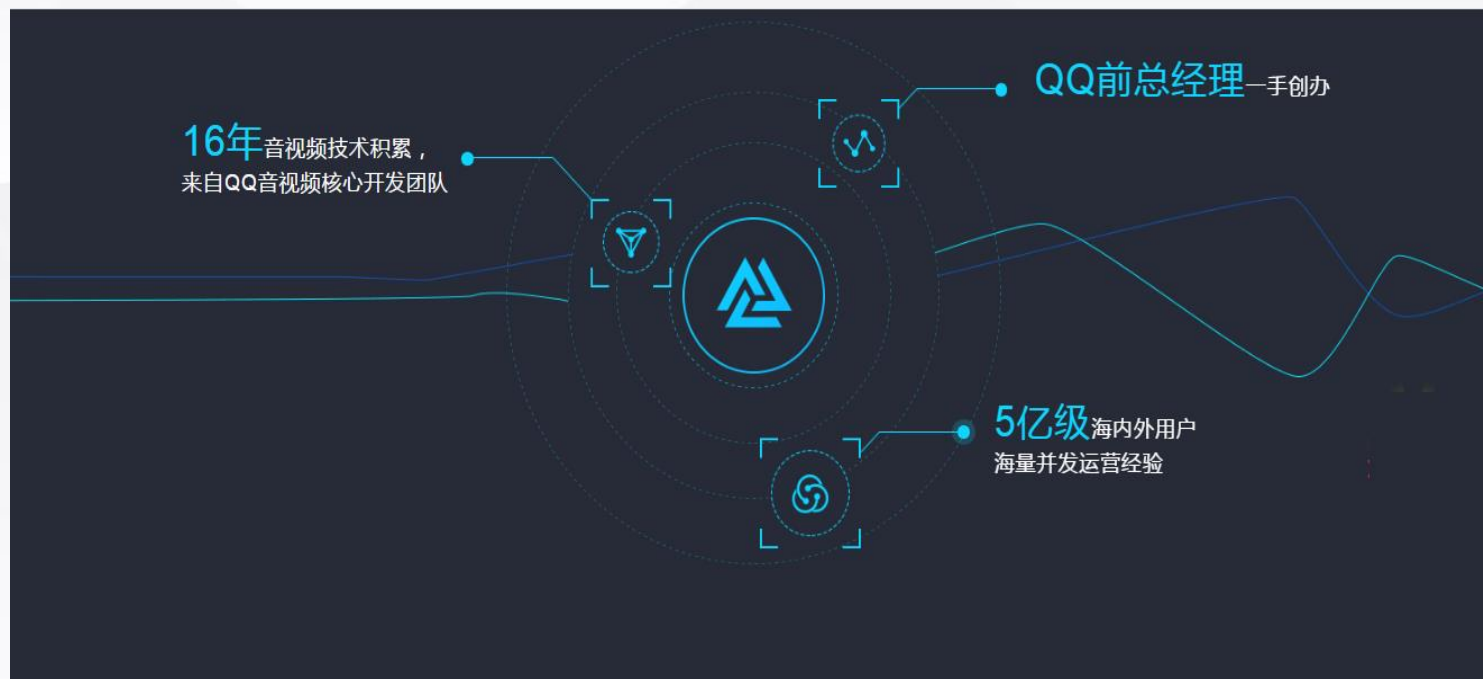 QQ前总经理一手创办
16年音视频技术积累，
来自QQ音视频核心开发团队
5亿级海内外用户
海量并发运营经验